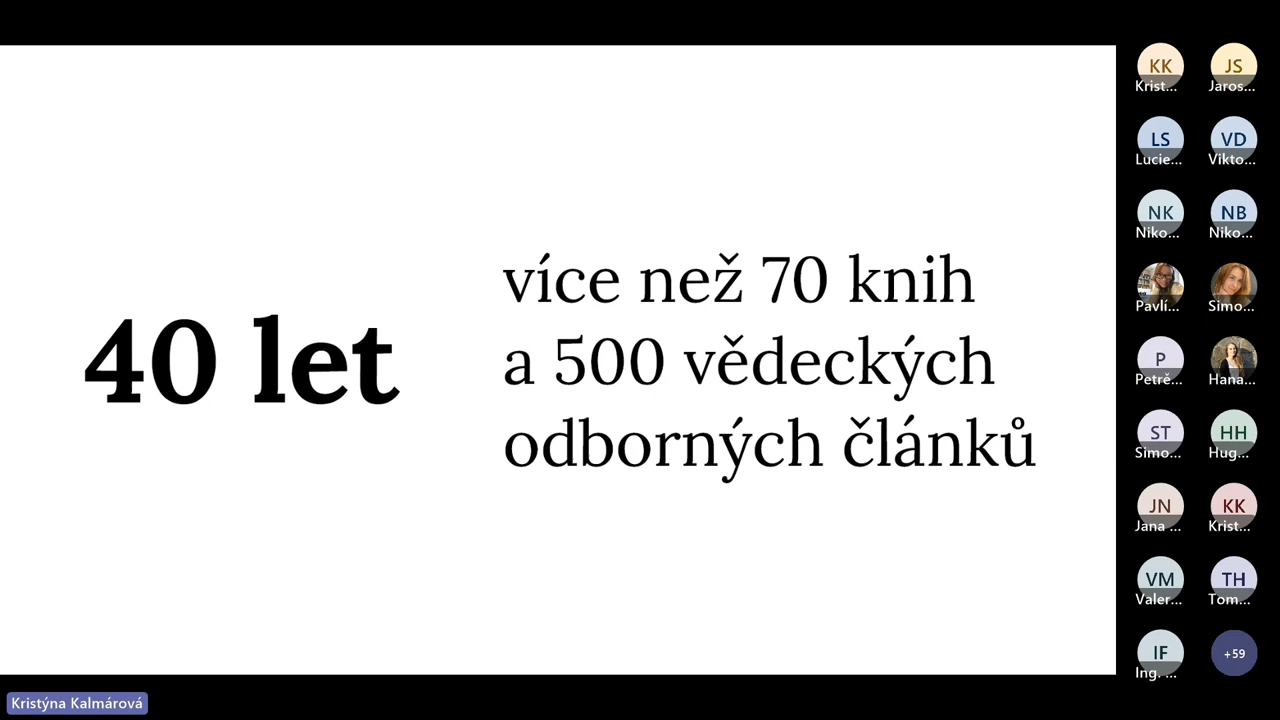 40 let
více než 70 knih
a 500 vědeckých
odborných článků
KK
Krist...
JS
Jaros...
LS
Lucie...
VD
Vikto...
NK
Niko...
NB
Niko...
Pavlí...
Simo...
P
Petrě...
Hana...
ST
Simo...
HH
Hug...
JN
Jana ...
KK
Krist...
VM
Valer...
TH
Tom...
IF
Ing. ...
+59
Kristýna Kalmárová